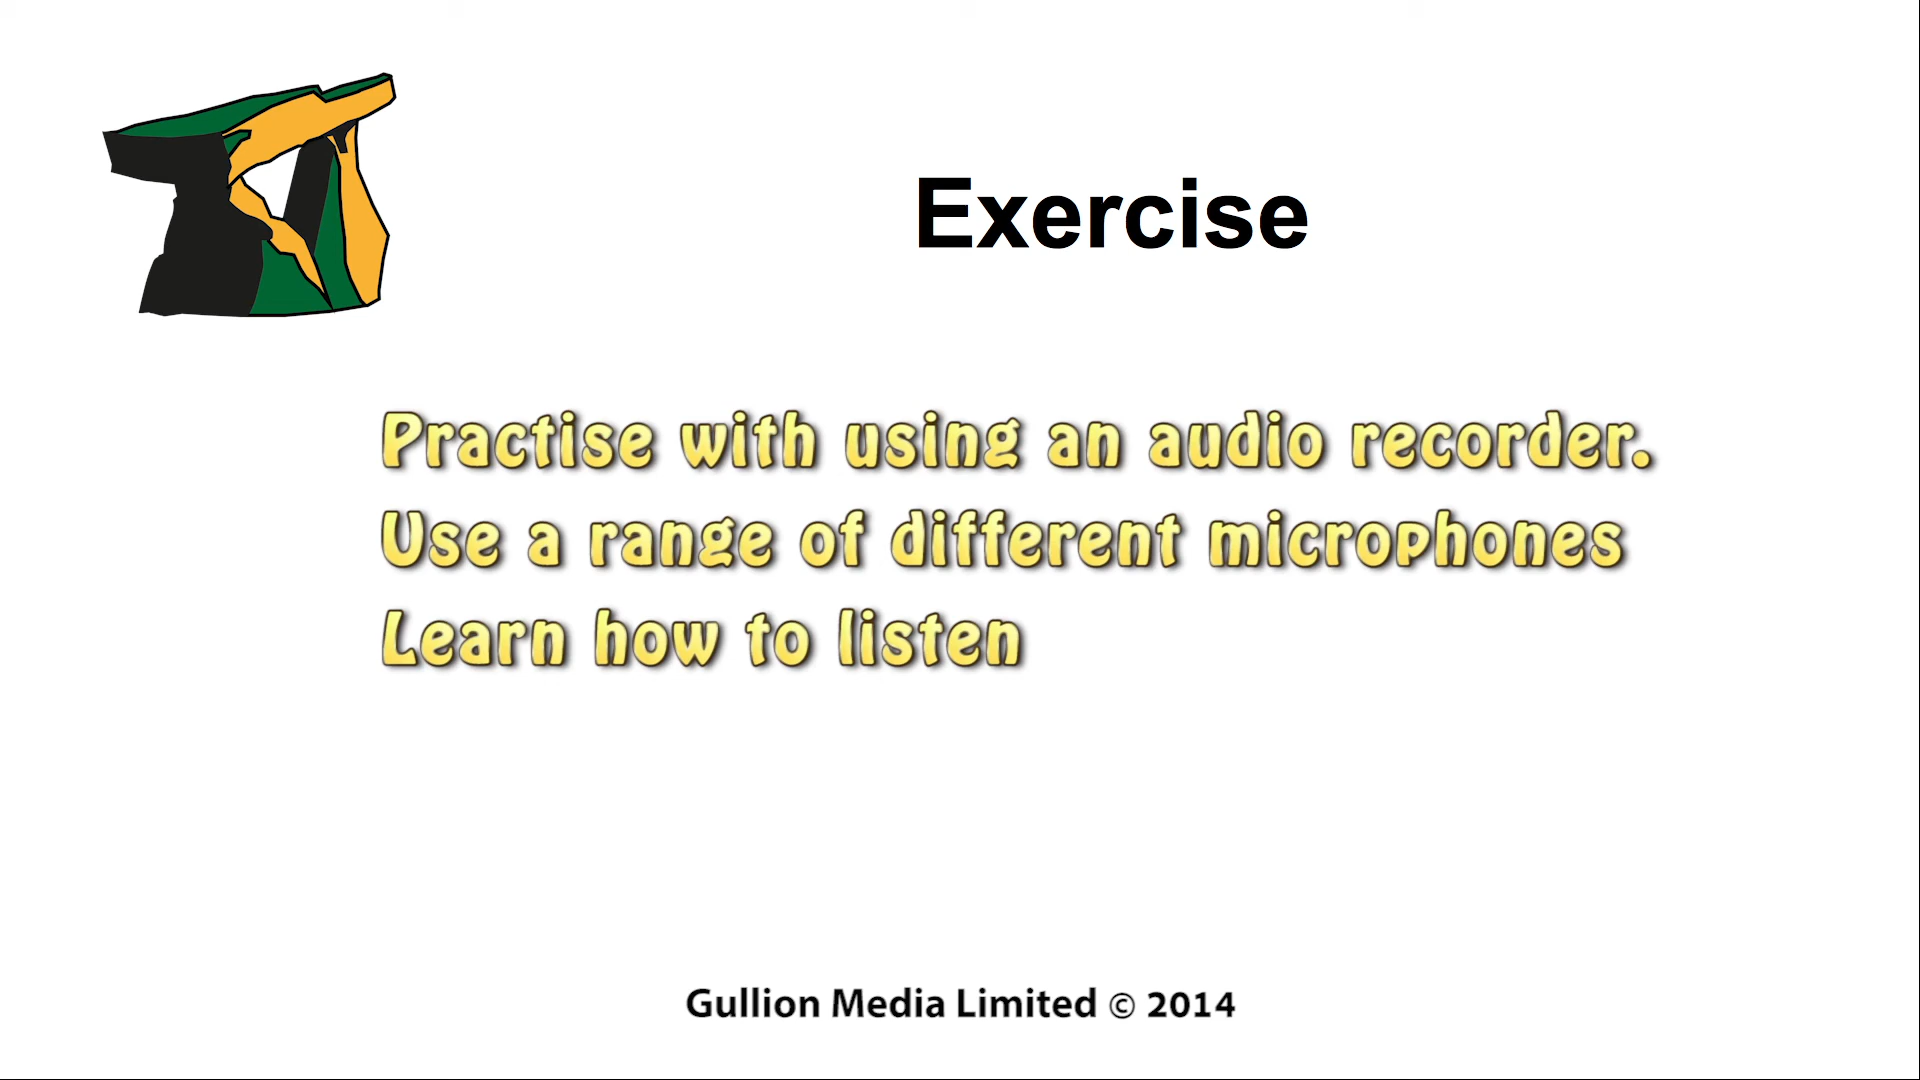 Exercise
Practise with using an audio recorder.
Use a range of different microphones
Learn how to listen
Gullion Media Limited © 2014